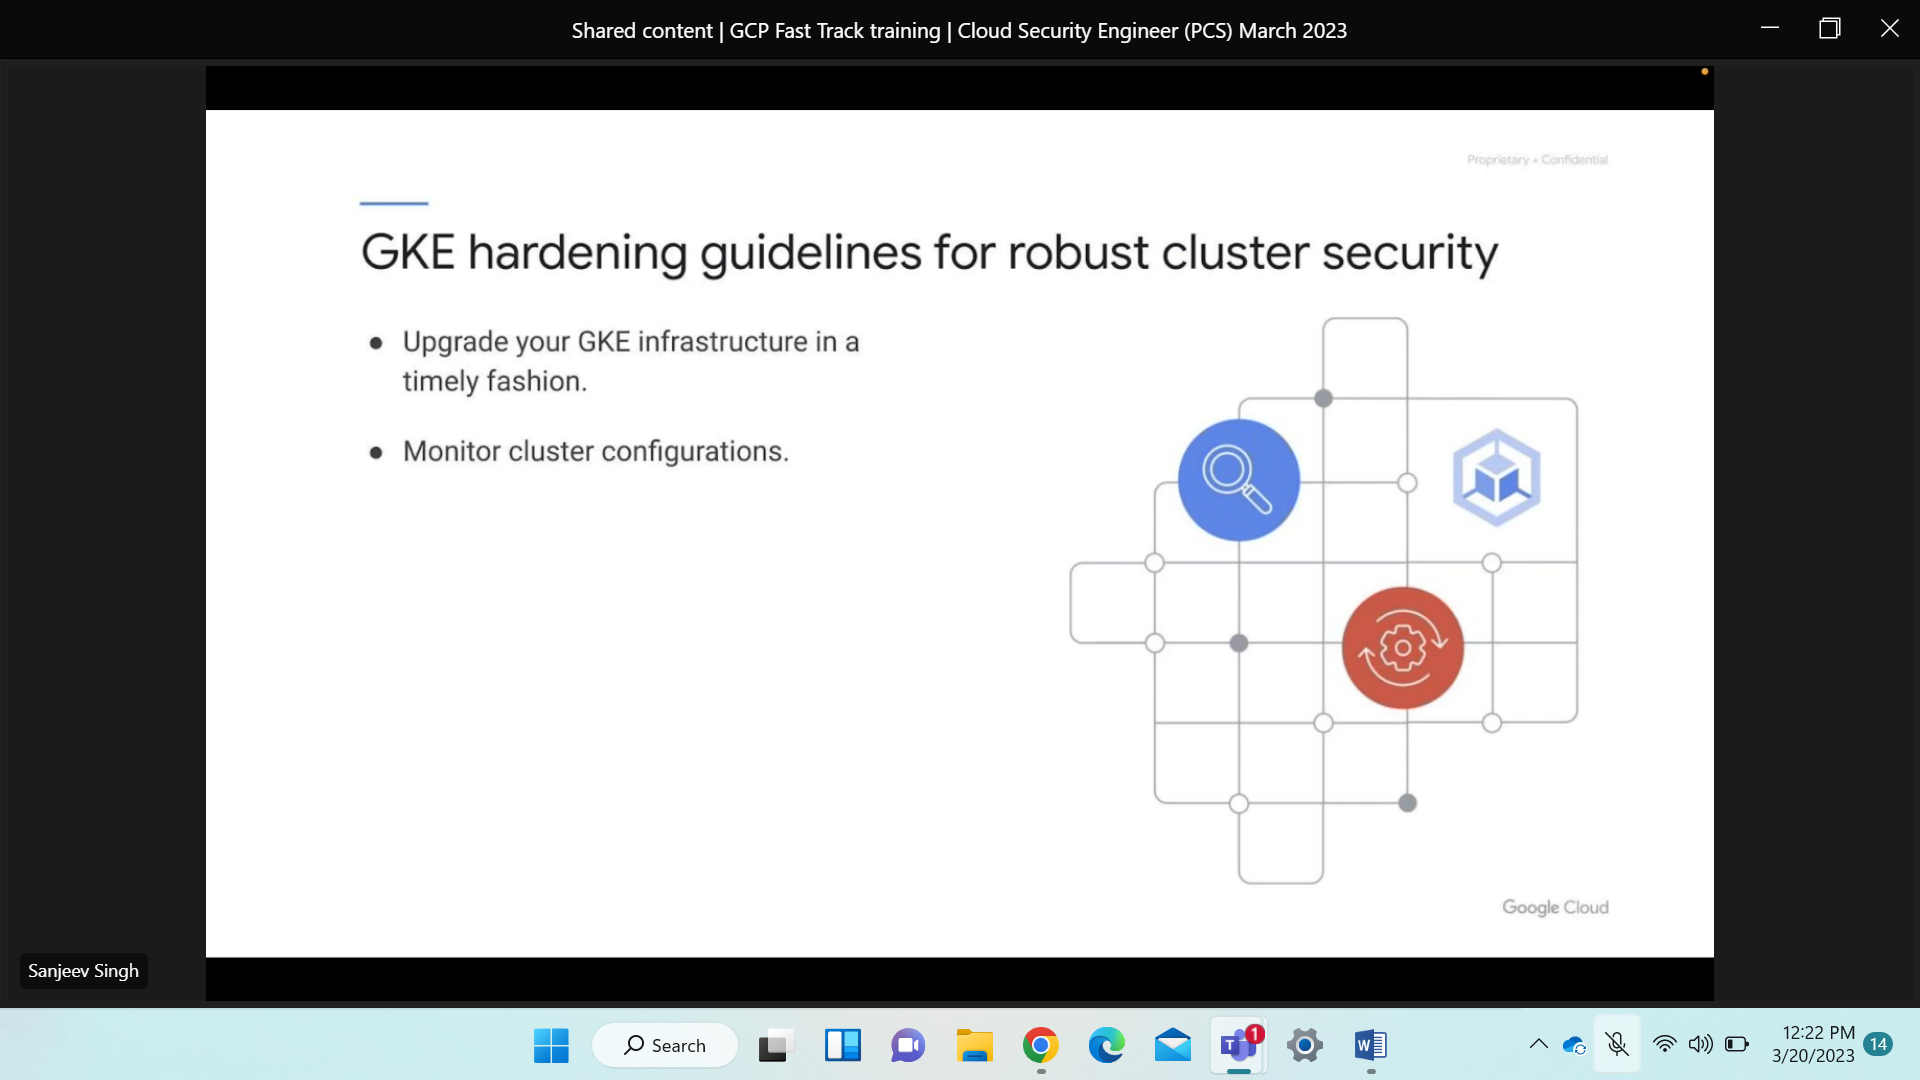 Shared content | GCP Fast Track training | Cloud Security Engineer (PCS) March 2023
Proprietary + Confidential
GKE hardening guidelines for robust cluster security
● Upgrade your GKE infrastructure in a
timely fashion.
● Monitor cluster configurations.
Google Cloud
Sanjeev Singh
Search
T
1
W
12:22 PM
3/20/2023
14